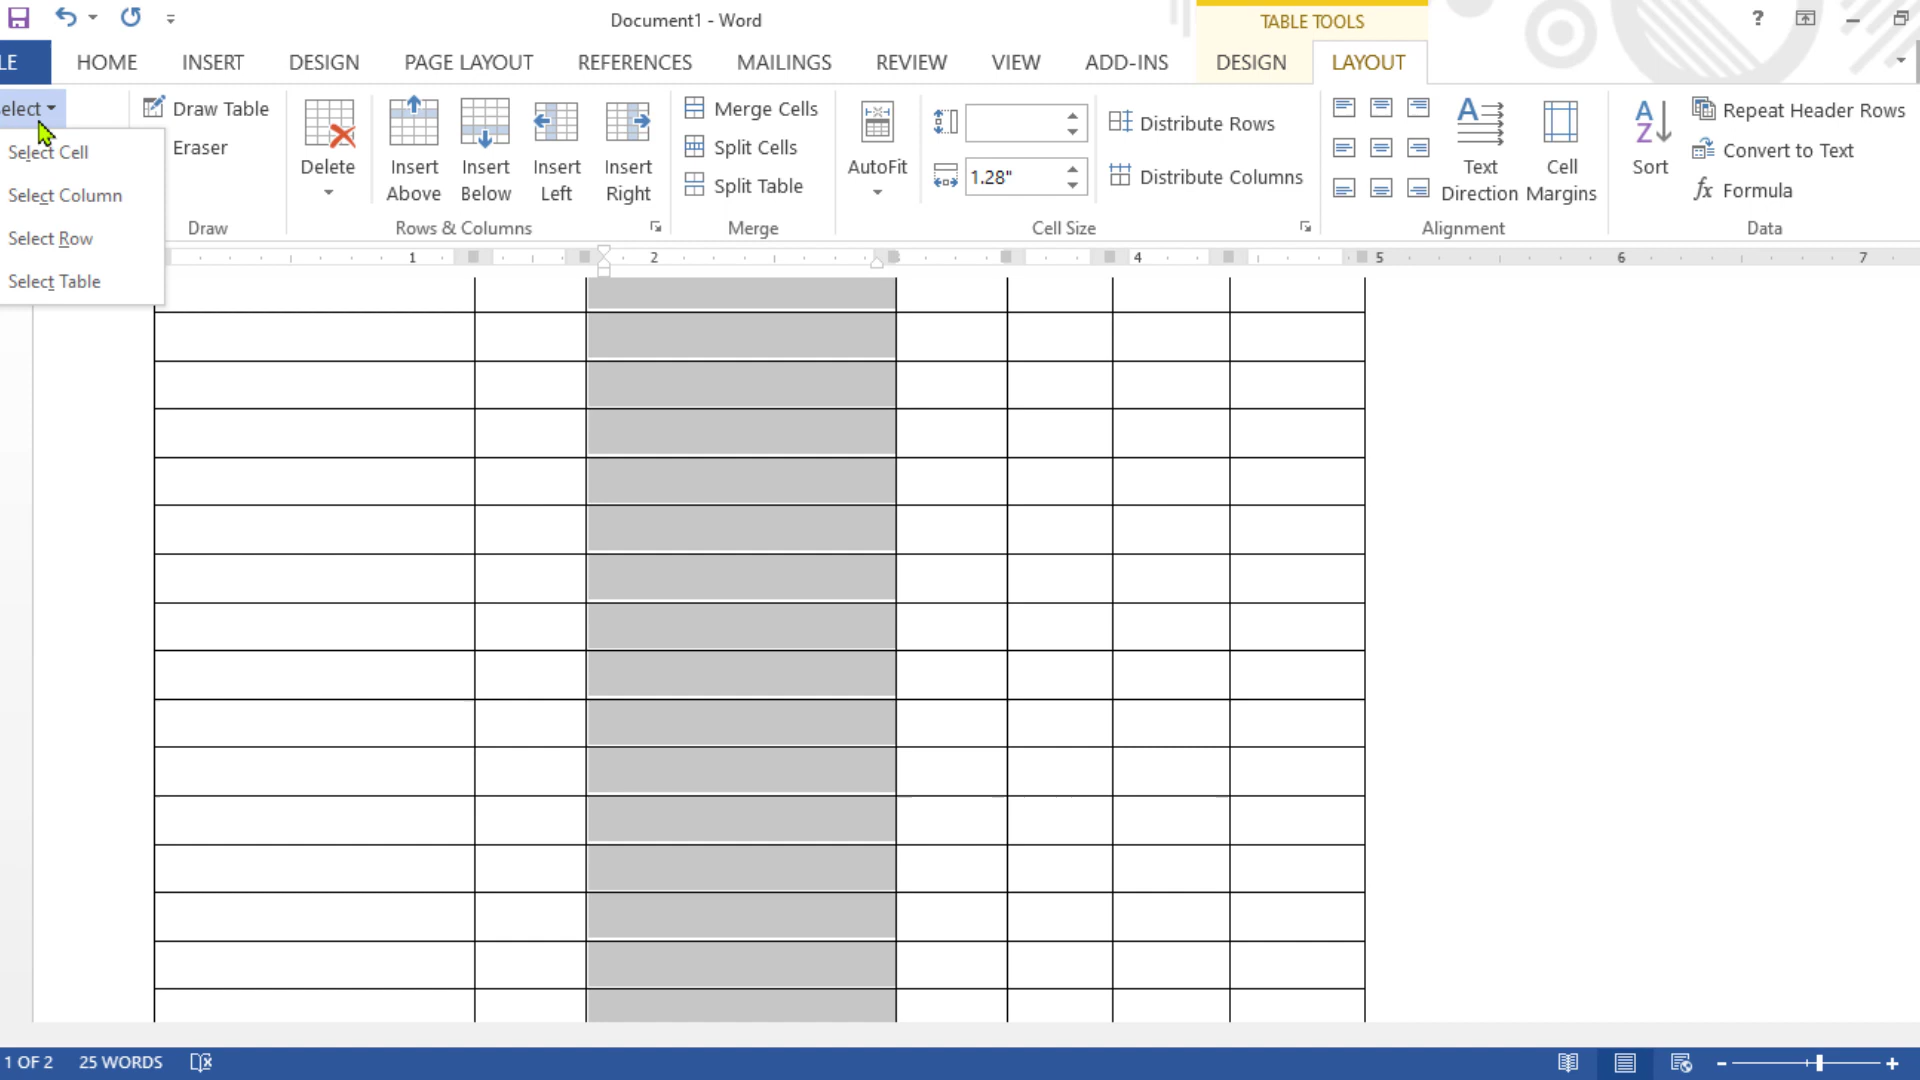 Document1 - Word
TABLE TOOLS
?
LE HOME INSERT DESIGN PAGE LAYOUT REFERENCES MAILINGS REVIEW VIEW ADD-INS DESIGN LAYOUT
elect
Select Cell
Select Column
Select Row
Select Table
Draw Table
Eraser
Draw
Delete
Insert
Above
Insert
Below
Insert
Left
Insert
Right
Rows & Columns
Merge Cells
Split Cells
Split Table
Merge
AutoFit
1.28"
Distribute Rows
Distribute Columns
Cell Size
Text
Direction
Cell
Margins
Alignment
A
Z
Sort
Repeat Header Rows
Convert to Text
fx Formula
Data
1 2 4 5 6 7
1 OF 2 25 WORDS